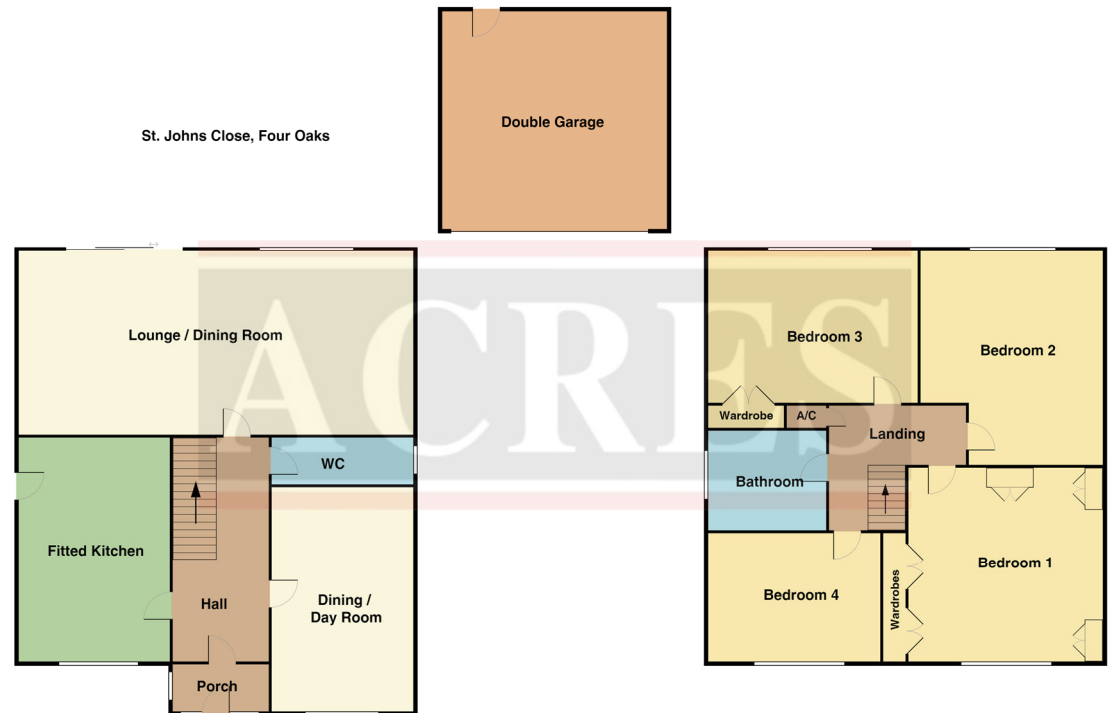 Double Garage
St. Johns Close, Four Oaks
Lounge / Dining Room
WC
Fitted Kitchen
Hall
Dining /
Day Room
Porch
ACRES
Bedroom 3
Bedroom 2
Wardrobe
A/C
Landing
Bathroom
Bedroom 1
Wardrobes
Bedroom 4